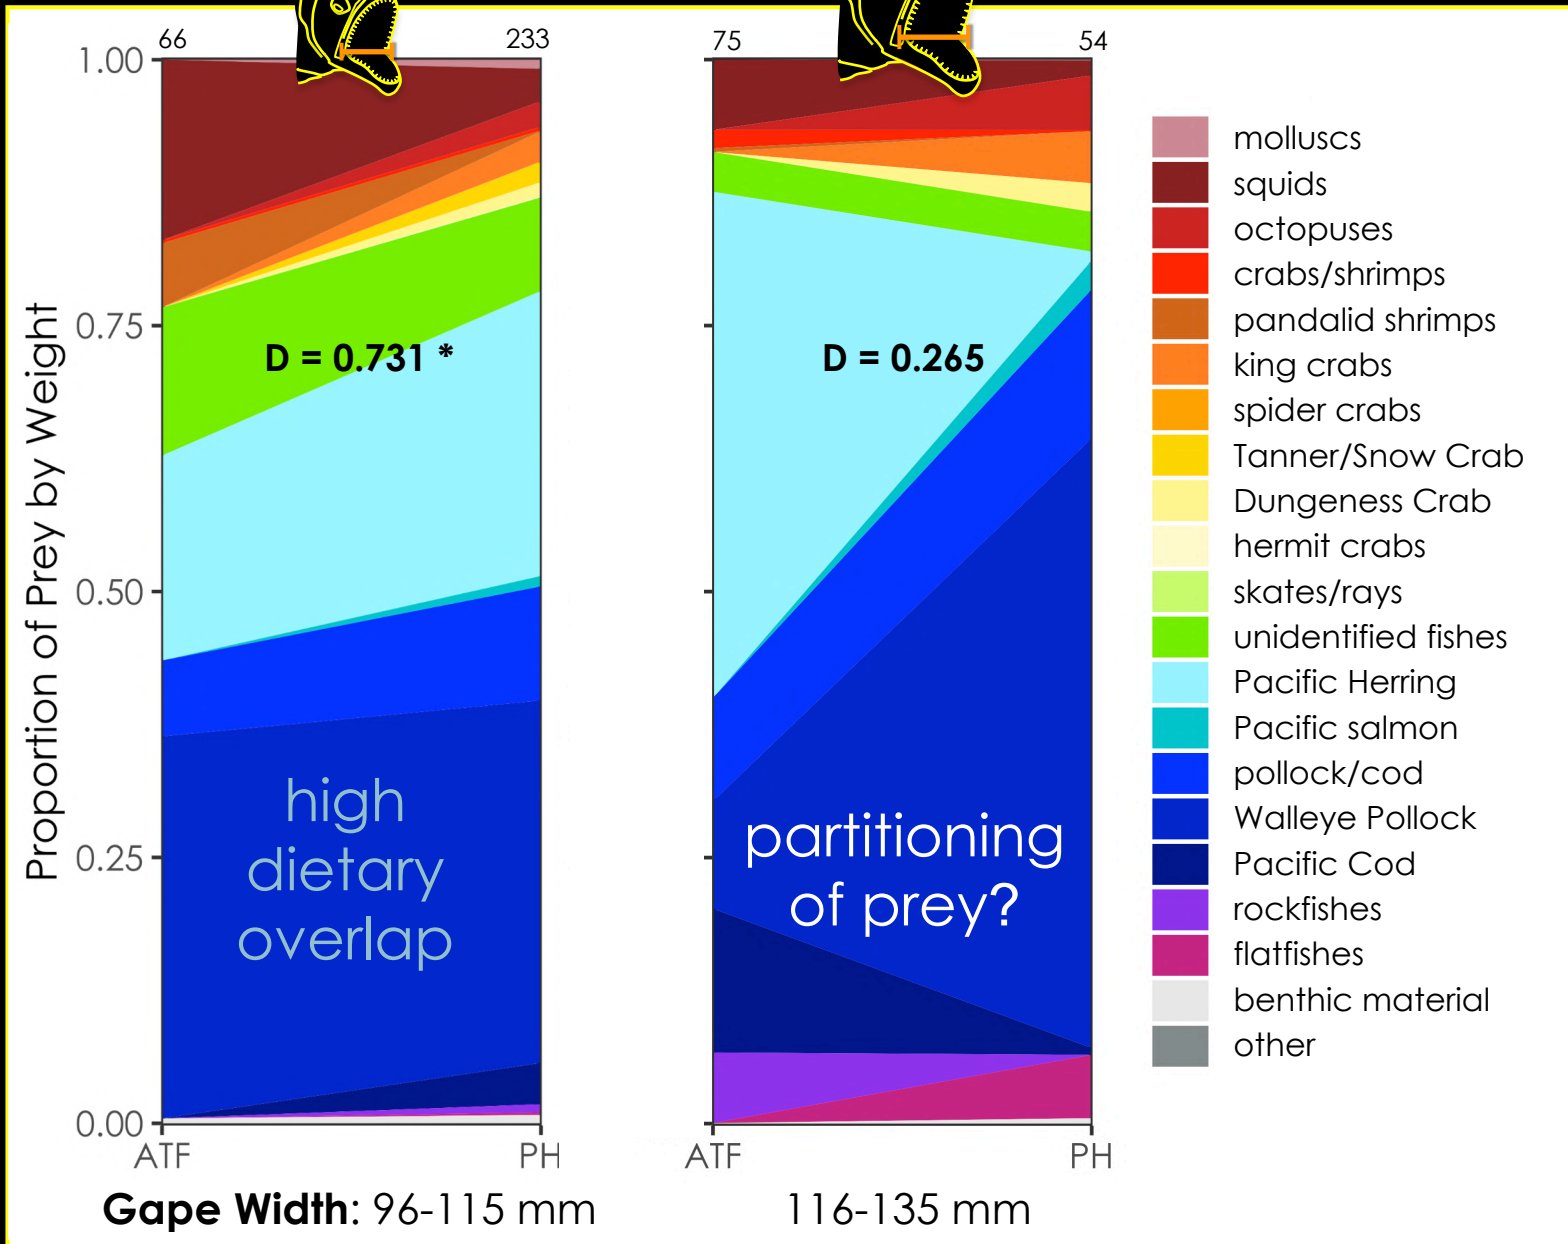 66
233
75
54
1.00
0.75
0.50
0.25
0.00
Proportion of Prey by Weight
D = 0.731 *
D = 0.265
high
dietary
overlap
partitioning
of prey?
ATF
PH
ATF
PH
Gape Width: 96-115 mm
116-135 mm
molluscs
squids
octopuses
crabs/shrimps
pandalid shrimps
king crabs
spider crabs
Tanner/Snow Crab
Dungeness Crab
hermit crabs
skates/rays
unidentified fishes
Pacific Herring
Pacific salmon
pollock/cod
Walleye Pollock
Pacific Cod
rockfishes
flatfishes
benthic material
other